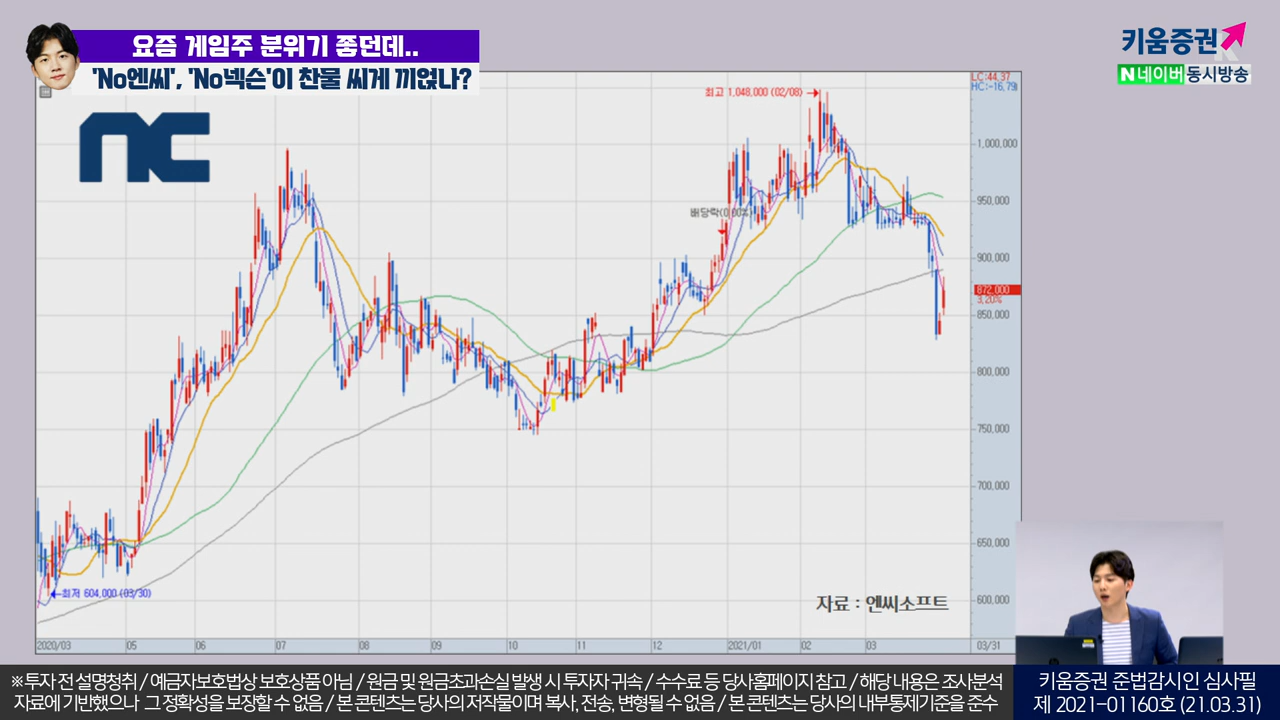 요즘 게임주 분위기 좋던데..
'No엔씨', 'No넥슨'이 찬물 씨게 끼얹나?
키움증권
N네이버 동시방송
nc
LC:44.37
HC:-16.79
최고 1,048,000 (02/08)
1,000,000
950,000
배당락(0.00%)
900,000
872,000
3.20%
850,000
800,000
750,000
700,000
650,000
최저 604,000 (03/30)
600,000
자료 : 엔씨소프트
2020/03 05 06 07 08 09 10 11 12 2021/01 02 03 03/31
※투자 전 설명청취 / 예금자보호법상 보호상품 아님 / 원금 및 원금초과손실 발생 시 투자자 귀속 / 수수료 등 당사홈페이지 참고 / 해당 내용은 조사분석
자료에 기반했으나 그 정확성을 보장할 수 없음 / 본 콘텐츠는 당사의 저작물이며 복사, 전송, 변형될 수 없음 / 본 콘텐츠는 당사의 내부통제기준을 준수
키움증권 준법감시인 심사필
제 2021-01160호 (21.03.31)